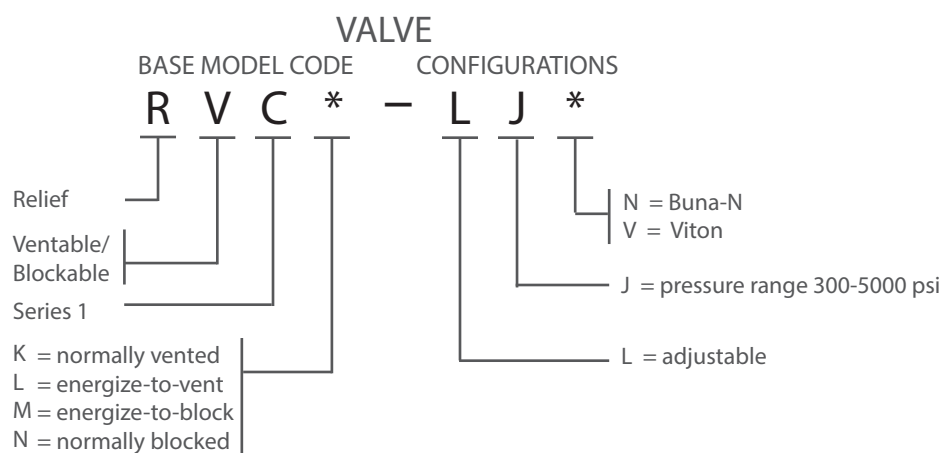 VALVE
BASE MODEL CODE CONFIGURATIONS
R V C * – L J *
Relief
Ventable/
Blockable
Series 1
K = normally vented
L = energize-to-vent
M = energize-to-block
N = normally blocked
N = Buna-N
V = Viton
J = pressure range 300-5000 psi
L = adjustable